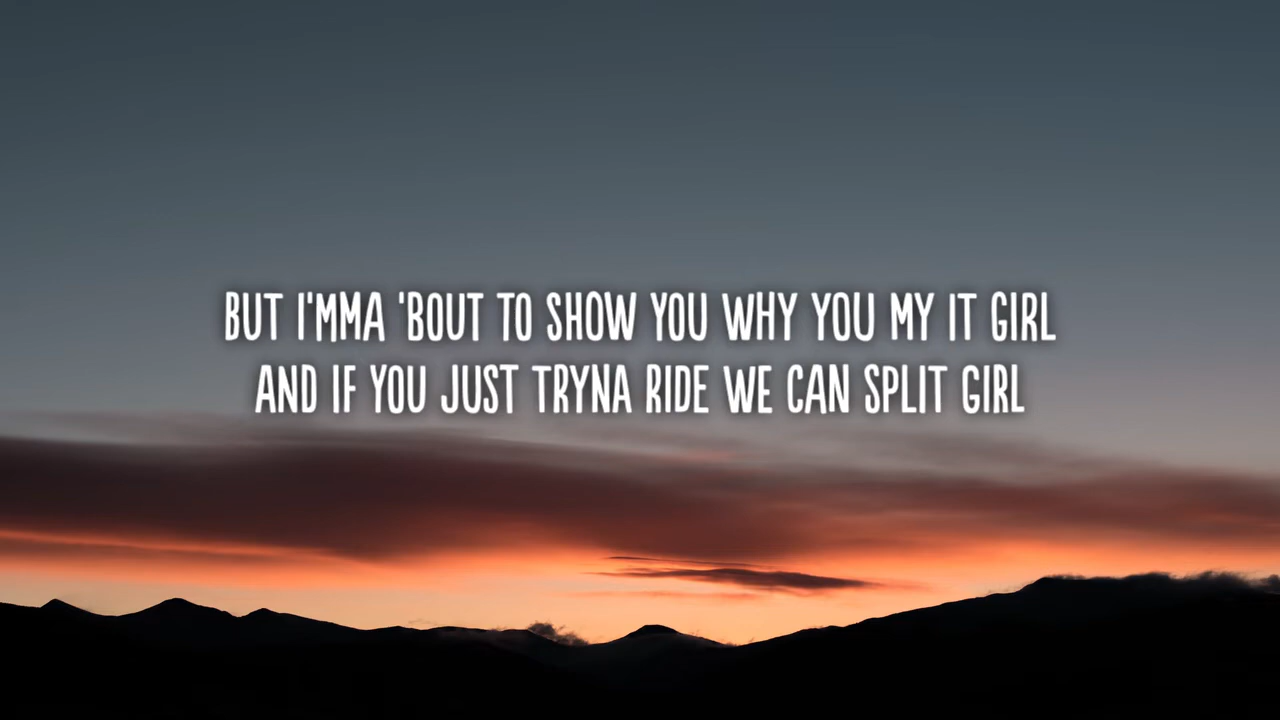 BUT I'MMA 'BOUT TO SHOW YOU WHY YOU MY IT GIRL
AND IF YOU JUST TRYNA RIDE WE CAN SPLIT GIRL